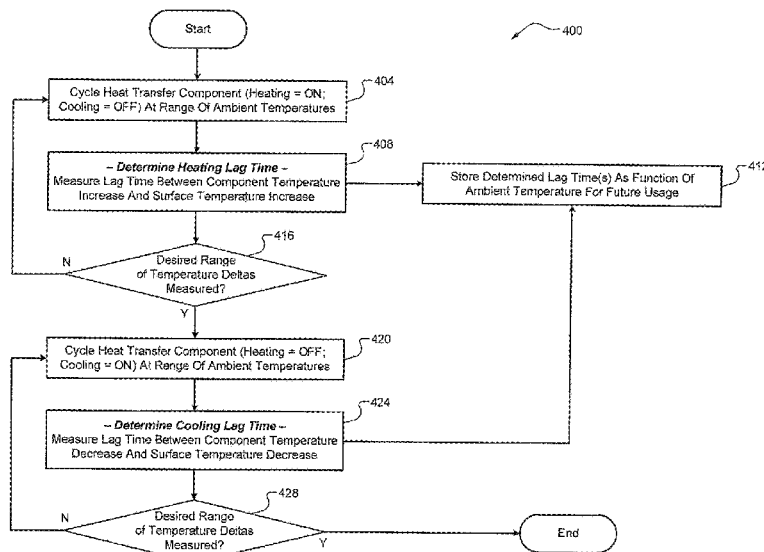 Start
400
Cycle Heat Transfer Component (Heating = ON;
Cooling = OFF) At Range Of Ambient Temperatures
404
– Determine Heating Lag Time –
Measure Lag Time Between Component Temperature
Increase And Surface Temperature Increase
408
Store Determined Lag Time(s) As Function Of
Ambient Temperature For Future Usage
412
Desired Range
of Temperature Deltas
Measured?
416
N
Y
Cycle Heat Transfer Component (Heating = OFF;
Cooling = ON) At Range Of Ambient Temperatures
420
– Determine Cooling Lag Time –
Measure Lag Time Between Component Temperature
Decrease And Surface Temperature Decrease
424
Desired Range
of Temperature Deltas
Measured?
428
N
Y
End